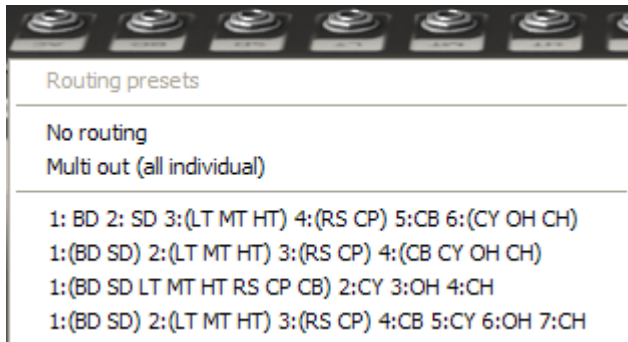 Routing presets
No routing
Multi out (all individual)
1: BD 2: SD 3:(LT MT HT) 4:(RS CP) 5:CB 6:(CY OH CH)
1:(BD SD) 2:(LT MT HT) 3:(RS CP) 4:(CB CY OH CH)
1:(BD SD LT MT HT RS CP CB) 2:CY 3:OH 4:CH
1:(BD SD) 2:(LT MT HT) 3:(RS CP) 4:CB 5:CY 6:OH 7:CH